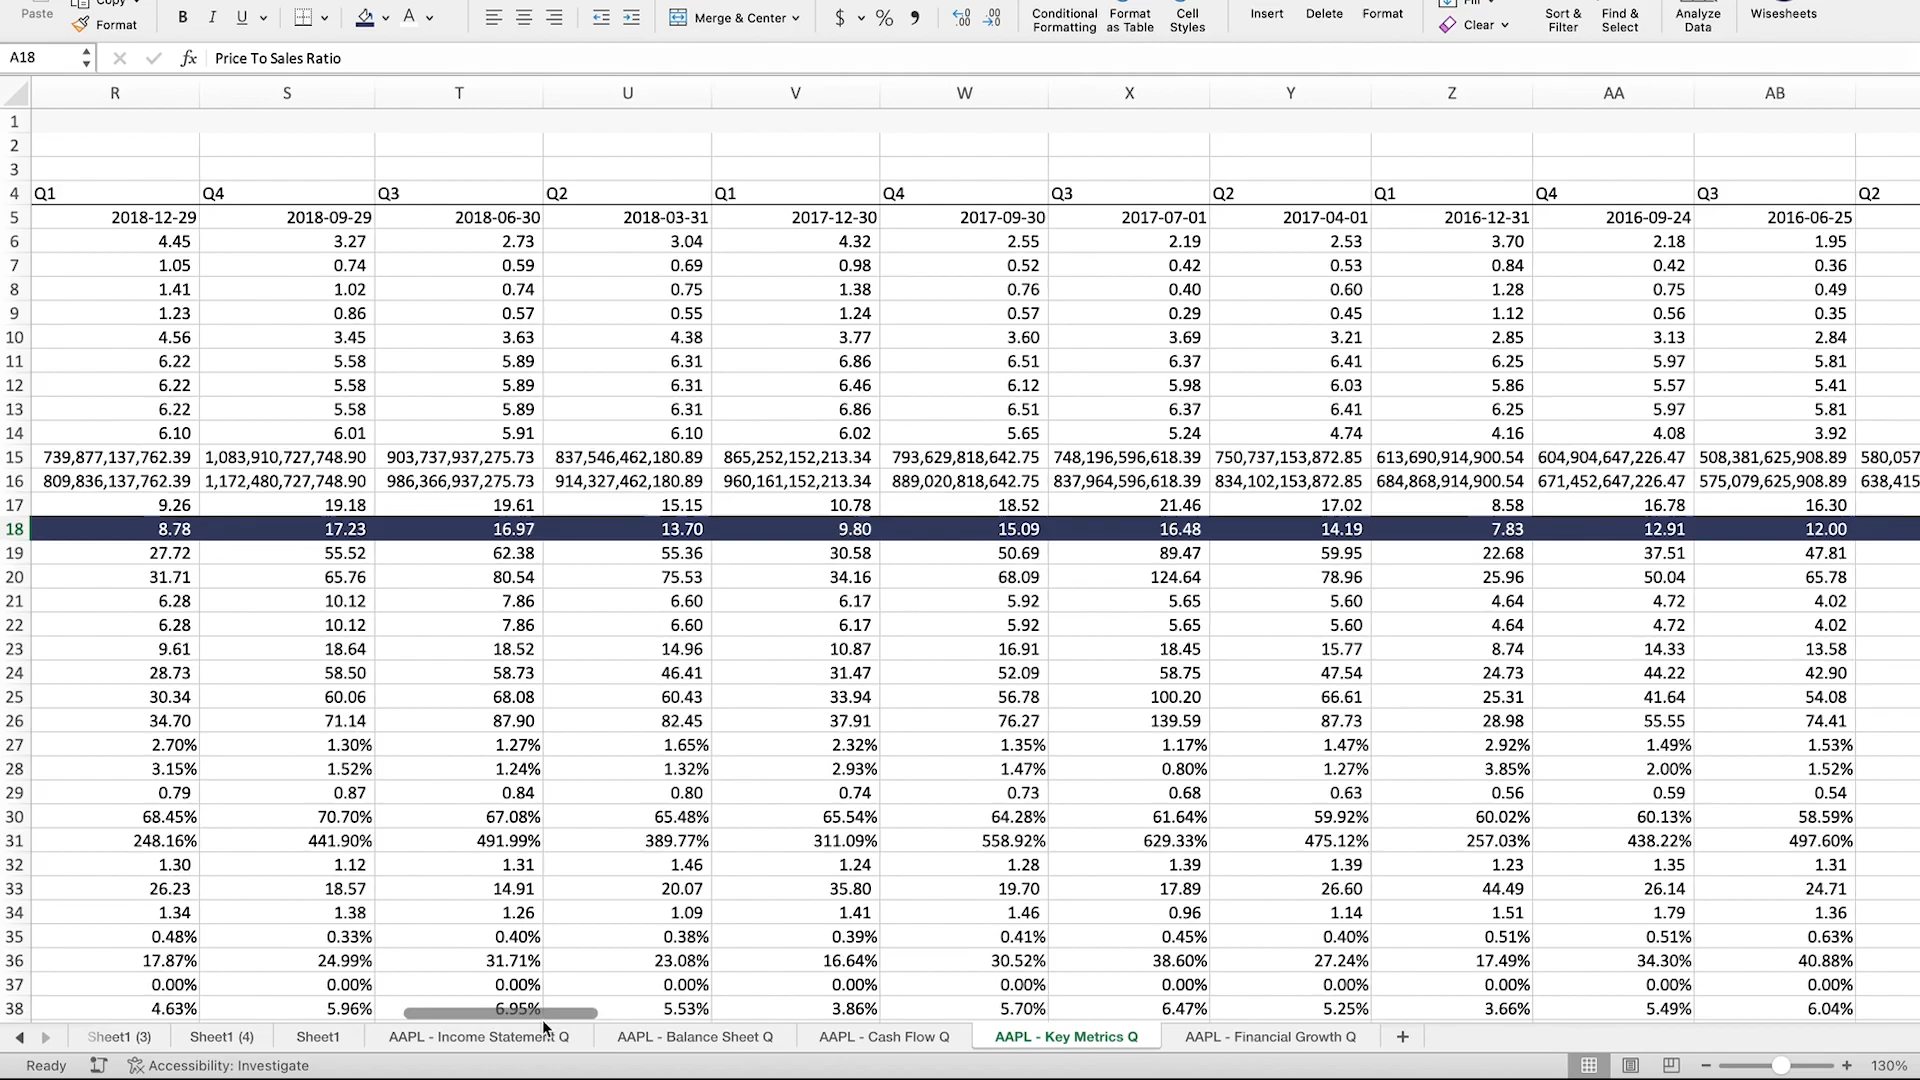 Paste
Copy
Format
B I U A
Merge & Center
$ % ,
Conditional Formatting
Format as Table
Cell Styles
Insert
Delete
Format
Fill
Clear
Sort & Filter
Find & Select
Analyze Data
Wisesheets
A18 fx Price To Sales Ratio
R S T U V W X Y Z AA AB
1
2
3
4 Q1 Q4 Q3 Q2 Q1 Q4 Q3 Q2 Q1 Q4 Q3 Q2
5 2018-12-29 2018-09-29 2018-06-30 2018-03-31 2017-12-30 2017-09-30 2017-07-01 2017-04-01 2016-12-31 2016-09-24 2016-06-25
6 4.45 3.27 2.73 3.04 4.32 2.55 2.19 2.53 3.70 2.18 1.95
7 1.05 0.74 0.59 0.69 0.98 0.52 0.42 0.53 0.84 0.42 0.36
8 1.41 1.02 0.74 0.75 1.38 0.76 0.40 0.60 1.28 0.75 0.49
9 1.23 0.86 0.57 0.55 1.24 0.57 0.29 0.45 1.12 0.56 0.35
10 4.56 3.45 3.63 4.38 3.77 3.60 3.69 3.21 2.85 3.13 2.84
11 6.22 5.58 5.89 6.31 6.86 6.51 6.37 6.41 6.25 5.97 5.81
12 6.22 5.58 5.89 6.31 6.46 6.12 5.98 6.03 5.86 5.57 5.41
13 6.22 5.58 5.89 6.31 6.86 6.51 6.37 6.41 6.25 5.97 5.81
14 6.10 6.01 5.91 6.10 6.02 5.65 5.24 4.74 4.16 4.08 3.92
15 739,877,137,762.39 1,083,910,727,748.90 903,737,937,275.73 837,546,462,180.89 865,252,152,213.34 793,629,818,642.75 748,196,596,618.39 750,737,153,872.85 613,690,914,900.54 604,904,647,226.47 508,381,625,908.89 580,057
16 809,836,137,762.39 1,172,480,727,748.90 986,366,937,275.73 914,327,462,180.89 960,161,152,213.34 889,020,818,642.75 837,964,596,618.39 834,102,153,872.85 684,868,914,900.54 671,452,647,226.47 575,079,625,908.89 638,415
17 9.26 19.18 19.61 15.15 10.78 18.52 21.46 17.02 8.58 16.78 16.30
18 8.78 17.23 16.97 13.70 9.80 15.09 16.48 14.19 7.83 12.91 12.00
19 27.72 55.52 62.38 55.36 30.58 50.69 89.47 59.95 22.68 37.51 47.81
20 31.71 65.76 80.54 75.53 34.16 68.09 124.64 78.96 25.96 50.04 65.78
21 6.28 10.12 7.86 6.60 6.17 5.92 5.65 5.60 4.64 4.72 4.02
22 6.28 10.12 7.86 6.60 6.17 5.92 5.65 5.60 4.64 4.72 4.02
23 9.61 18.64 18.52 14.96 10.87 16.91 18.45 15.77 8.74 14.33 13.58
24 28.73 58.50 58.73 46.41 31.47 52.09 58.75 47.54 24.73 44.22 42.90
25 30.34 60.06 68.08 60.43 33.94 56.78 100.20 66.61 25.31 41.64 54.08
26 34.70 71.14 87.90 82.45 37.91 76.27 139.59 87.73 28.98 55.55 74.41
27 2.70% 1.30% 1.27% 1.65% 2.32% 1.35% 1.17% 1.47% 2.92% 1.49% 1.53%
28 3.15% 1.52% 1.24% 1.32% 2.93% 1.47% 0.80% 1.27% 3.85% 2.00% 1.52%
29 0.79 0.87 0.84 0.80 0.74 0.73 0.68 0.63 0.56 0.59 0.54
30 68.45% 70.70% 67.08% 65.48% 65.54% 64.28% 61.64% 59.92% 60.02% 60.13% 58.59%
31 248.16% 441.90% 491.99% 389.77% 311.09% 558.92% 629.33% 475.12% 257.03% 438.22% 497.60%
32 1.30 1.12 1.31 1.46 1.24 1.28 1.39 1.39 1.23 1.35 1.31
33 26.23 18.57 14.91 20.07 35.80 19.70 17.89 26.60 44.49 26.14 24.71
34 1.34 1.38 1.26 1.09 1.41 1.46 0.96 1.14 1.51 1.79 1.36
35 0.48% 0.33% 0.40% 0.38% 0.39% 0.41% 0.45% 0.40% 0.51% 0.51% 0.63%
36 17.87% 24.99% 31.71% 23.08% 16.64% 30.52% 38.60% 27.24% 17.49% 34.30% 40.88%
37 0.00% 0.00% 0.00% 0.00% 0.00% 0.00% 0.00% 0.00% 0.00% 0.00% 0.00%
38 4.63% 5.96% 6.95% 5.53% 3.86% 5.70% 6.47% 5.25% 3.66% 5.49% 6.04%
Sheet1 (3) Sheet1 (4) Sheet1 AAPL - Income Statement Q AAPL - Balance Sheet Q AAPL - Cash Flow Q AAPL - Key Metrics Q AAPL - Financial Growth Q +
Ready Accessibility: Investigate − + 130%